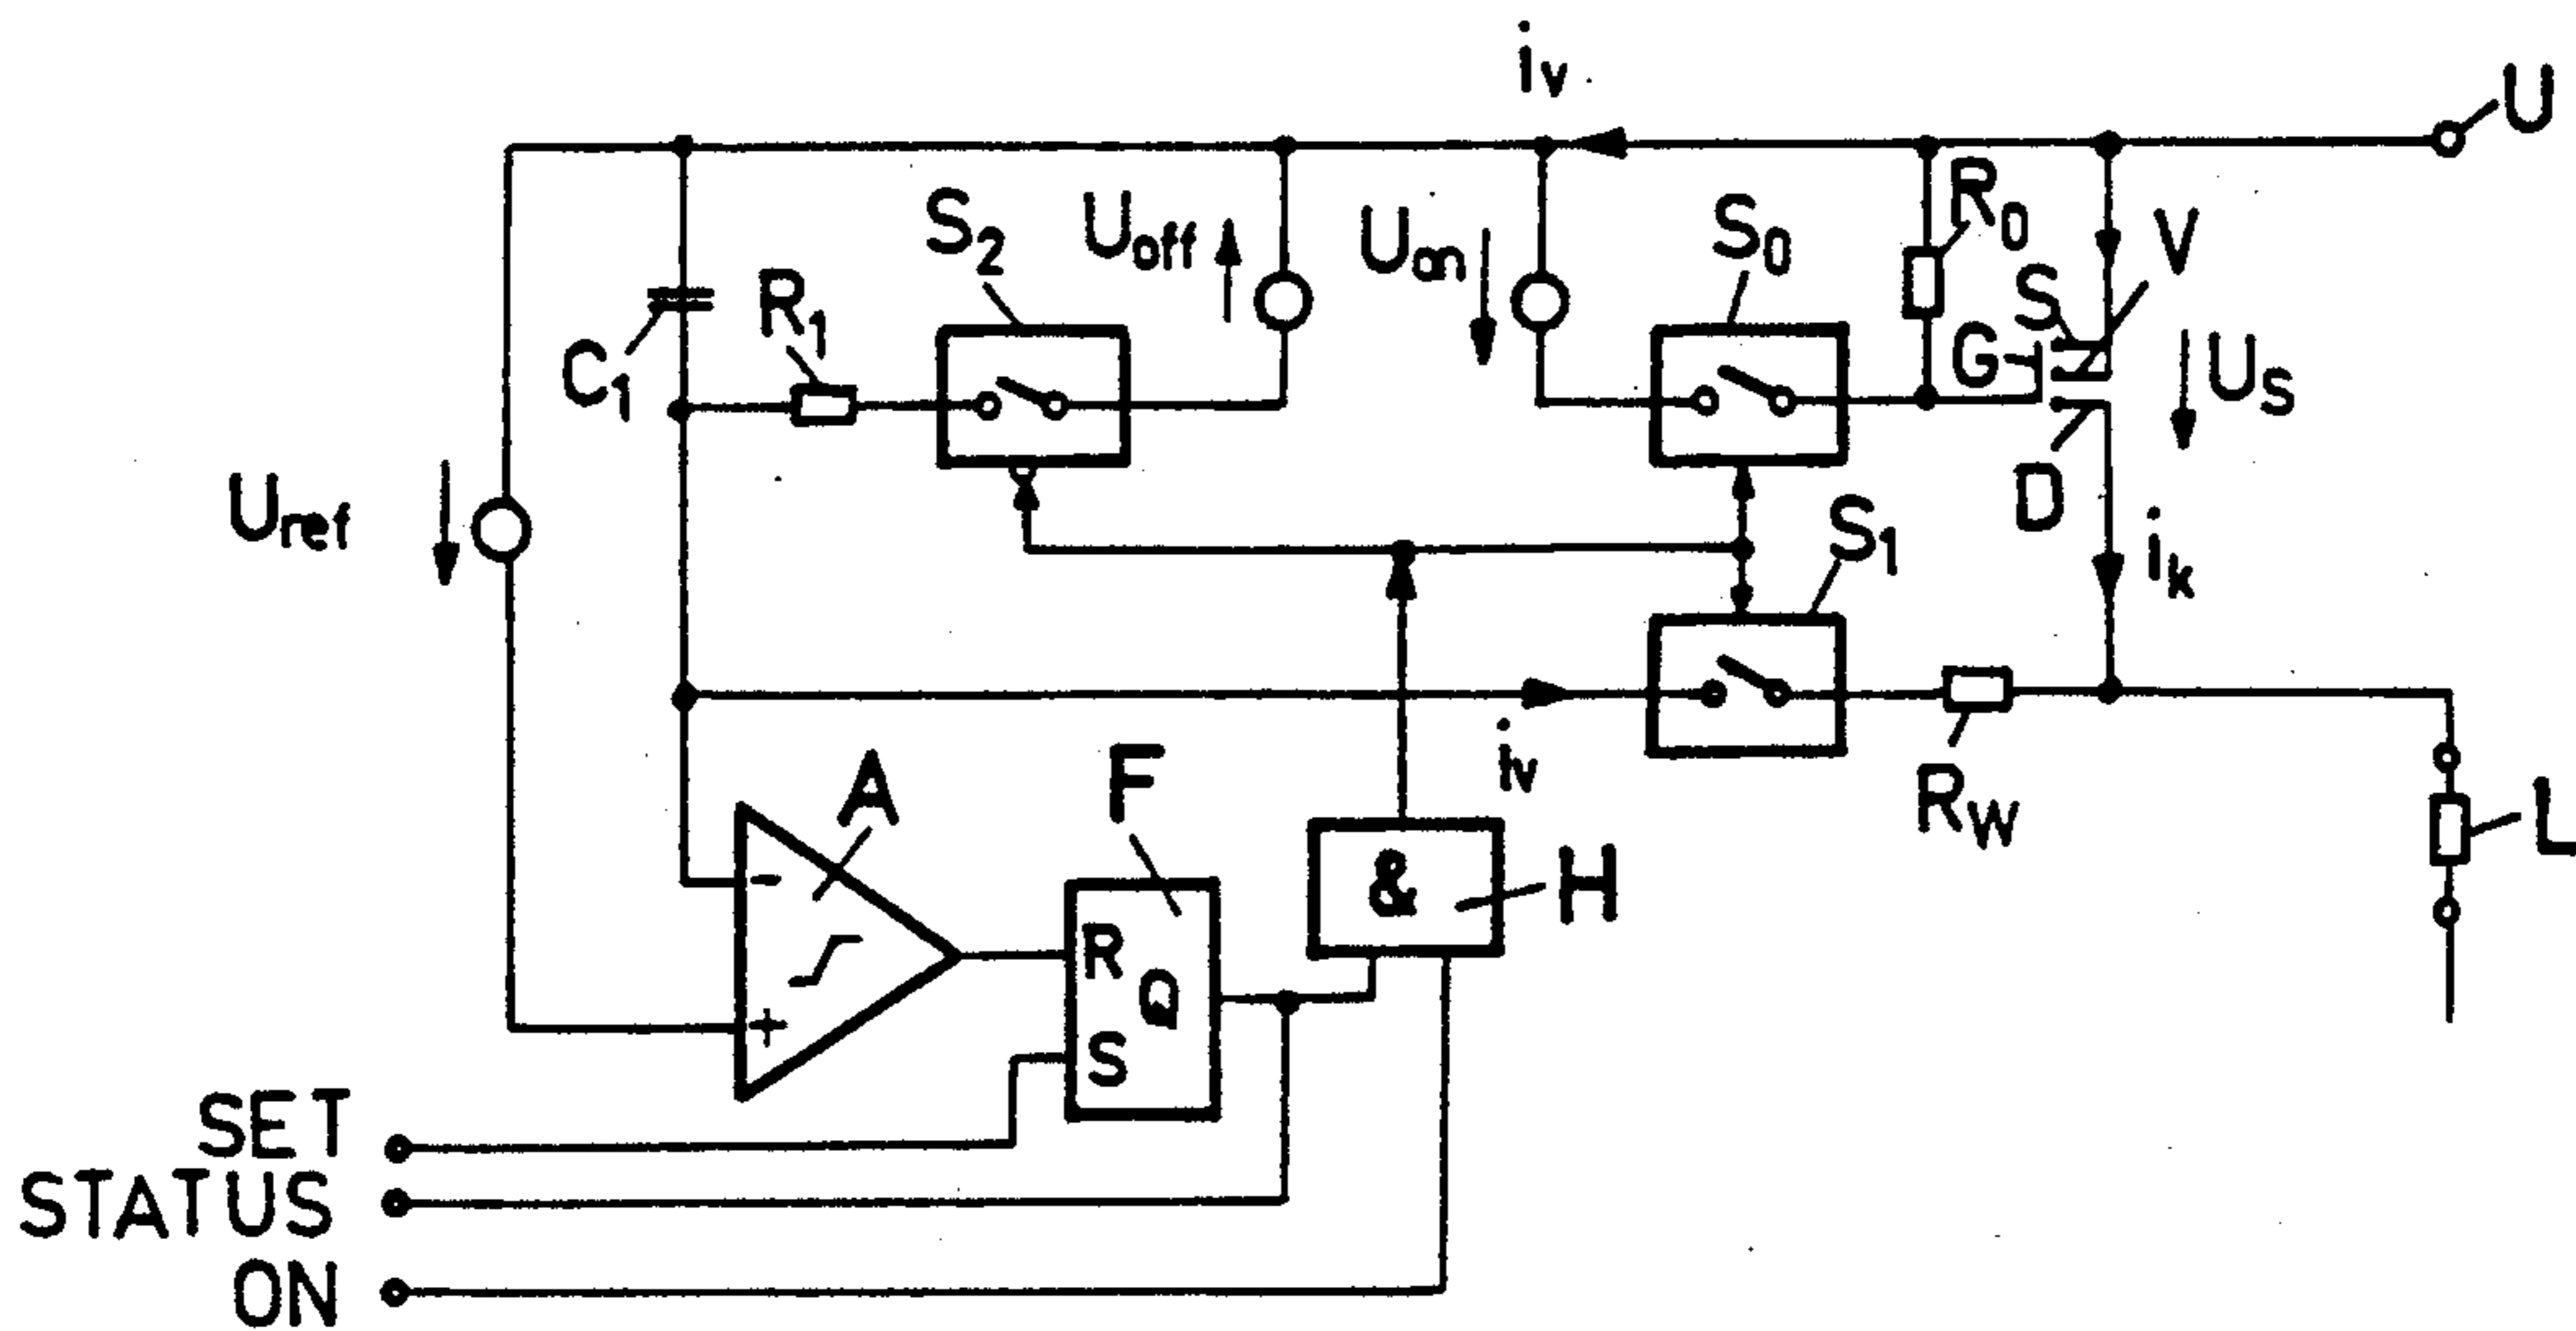 iv
U
S2
Uoff
Uon
S0
R0
V
S
R1
C1
G
US
D
Uref
S1
ik
iv
RW
A
F
&
H
L
-
R
Q
+
S
SET
STATUS
ON